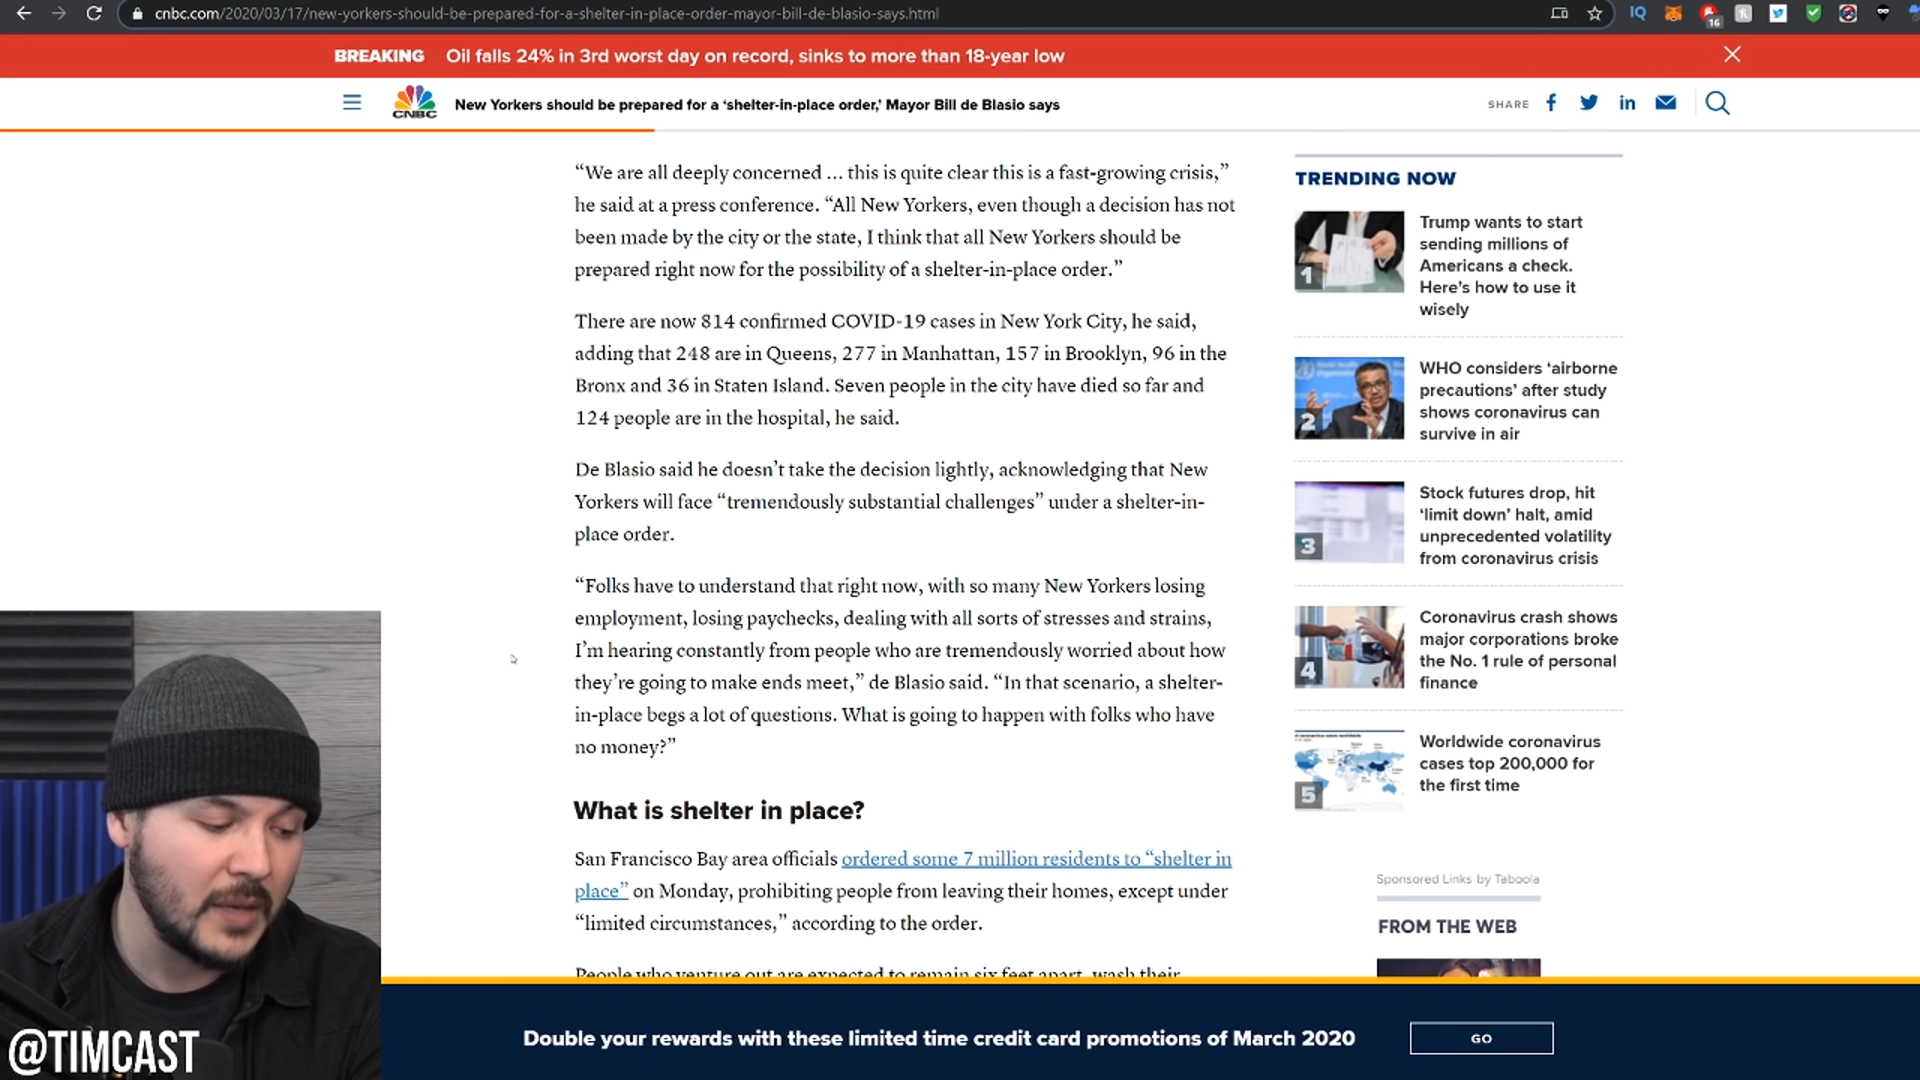 cnbc.com/2020/03/17/new-yorkers-should-be-prepared-for-a-shelter-in-place-order-mayor-bill-de-blasio-says.html
IQ
16
BREAKING Oil falls 24% in 3rd worst day on record, sinks to more than 18-year low
CNBC
New Yorkers should be prepared for a ‘shelter-in-place order,’ Mayor Bill de Blasio says
SHARE
“We are all deeply concerned … this is quite clear this is a fast-growing crisis,”
he said at a press conference. “All New Yorkers, even though a decision has not
been made by the city or the state, I think that all New Yorkers should be
prepared right now for the possibility of a shelter-in-place order.”
There are now 814 confirmed COVID-19 cases in New York City, he said,
adding that 248 are in Queens, 277 in Manhattan, 157 in Brooklyn, 96 in the
Bronx and 36 in Staten Island. Seven people in the city have died so far and
124 people are in the hospital, he said.
De Blasio said he doesn’t take the decision lightly, acknowledging that New
Yorkers will face “tremendously substantial challenges” under a shelter-in-
place order.
“Folks have to understand that right now, with so many New Yorkers losing
employment, losing paychecks, dealing with all sorts of stresses and strains,
I’m hearing constantly from people who are tremendously worried about how
they’re going to make ends meet,” de Blasio said. “In that scenario, a shelter-
in-place begs a lot of questions. What is going to happen with folks who have
no money?”
What is shelter in place?
San Francisco Bay area officials ordered some 7 million residents to “shelter in
place” on Monday, prohibiting people from leaving their homes, except under
“limited circumstances,” according to the order.
People who venture out are expected to remain six feet apart, wash their
TRENDING NOW
1
Trump wants to start
sending millions of
Americans a check.
Here’s how to use it
wisely
2
WHO considers ‘airborne
precautions’ after study
shows coronavirus can
survive in air
3
Stock futures drop, hit
‘limit down’ halt, amid
unprecedented volatility
from coronavirus crisis
4
Coronavirus crash shows
major corporations broke
the No. 1 rule of personal
finance
5
Worldwide coronavirus
cases top 200,000 for
the first time
Sponsored Links by Taboola
FROM THE WEB
@TIMCAST
Double your rewards with these limited time credit card promotions of March 2020
GO